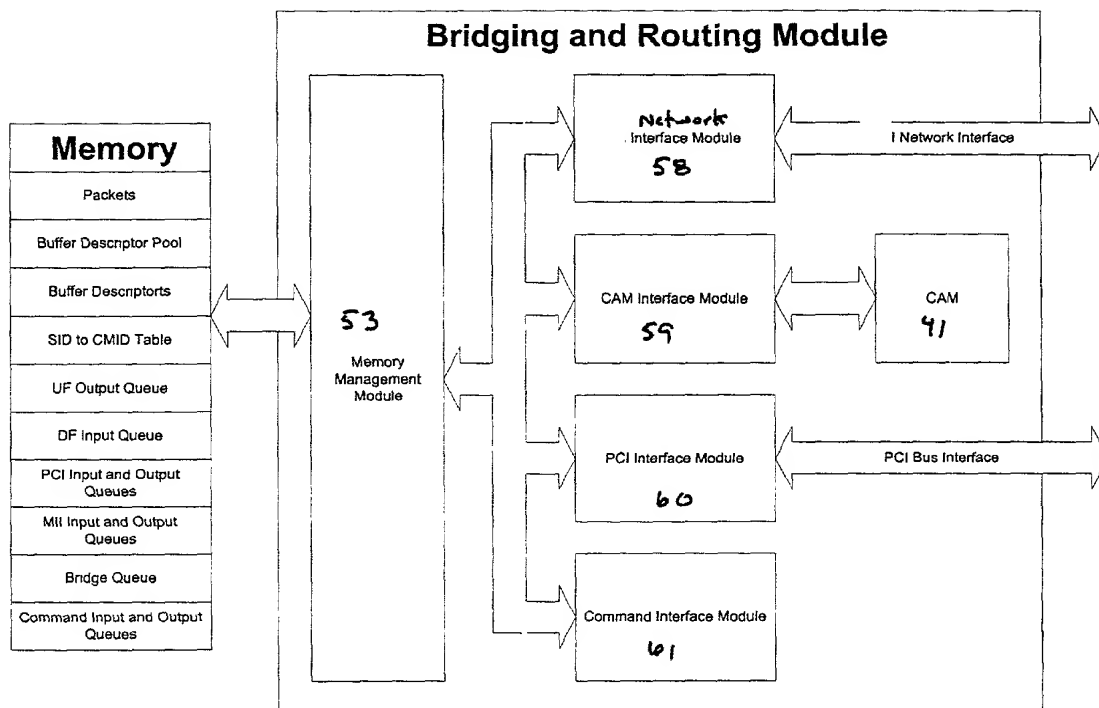 Bridging and Routing Module
Memory
Packets
Buffer Descriptor Pool
Buffer Descriptorts
SID to CMID Table
UF Output Queue
DF Input Queue
PCI Input and Output
Queues
MII Input and Output
Queues
Bridge Queue
Command Input and Output
Queues
53
Memory
Management
Module
Network
Interface Module
58
I Network Interface
CAM Interface Module
59
CAM
41
PCI Interface Module
60
PCI Bus Interface
Command Interface Module
61